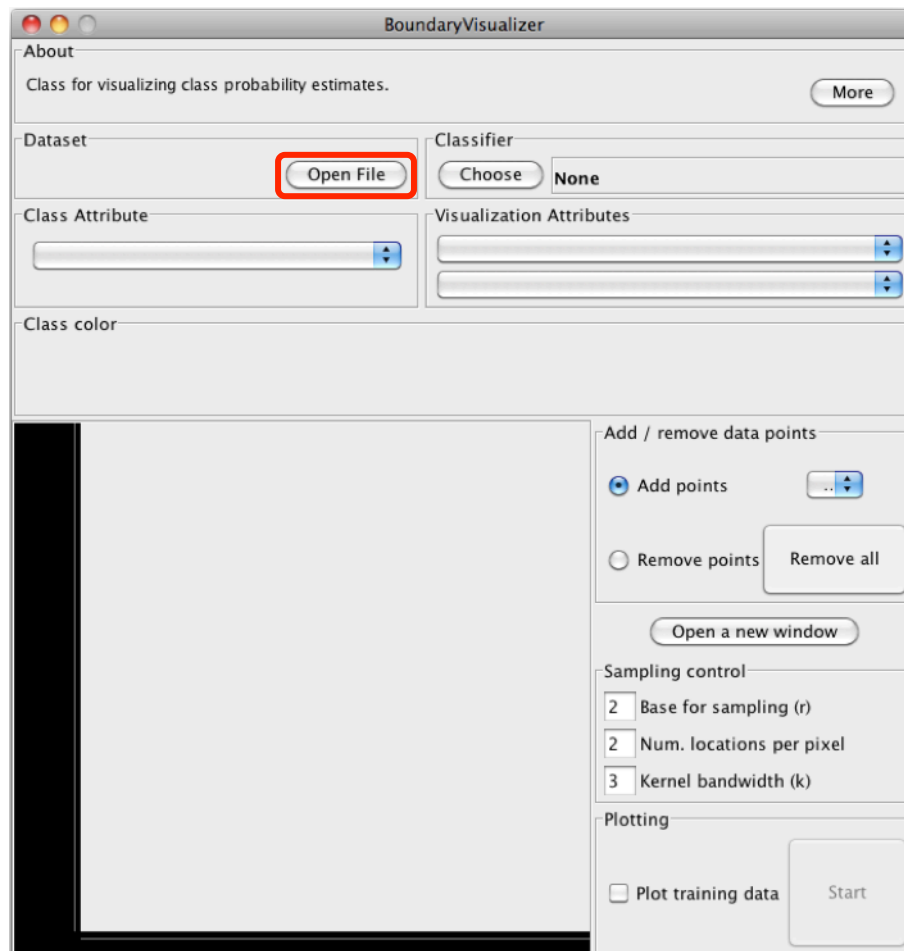 BoundaryVisualizer
About
Class for visualizing class probability estimates.
More
Dataset
Open File
Classifier
Choose
None
Class Attribute
Visualization Attributes
Class color
Add / remove data points
Add points
..
Remove points
Remove all
Open a new window
Sampling control
2 Base for sampling (r)
2 Num. locations per pixel
3 Kernel bandwidth (k)
Plotting
Plot training data
Start